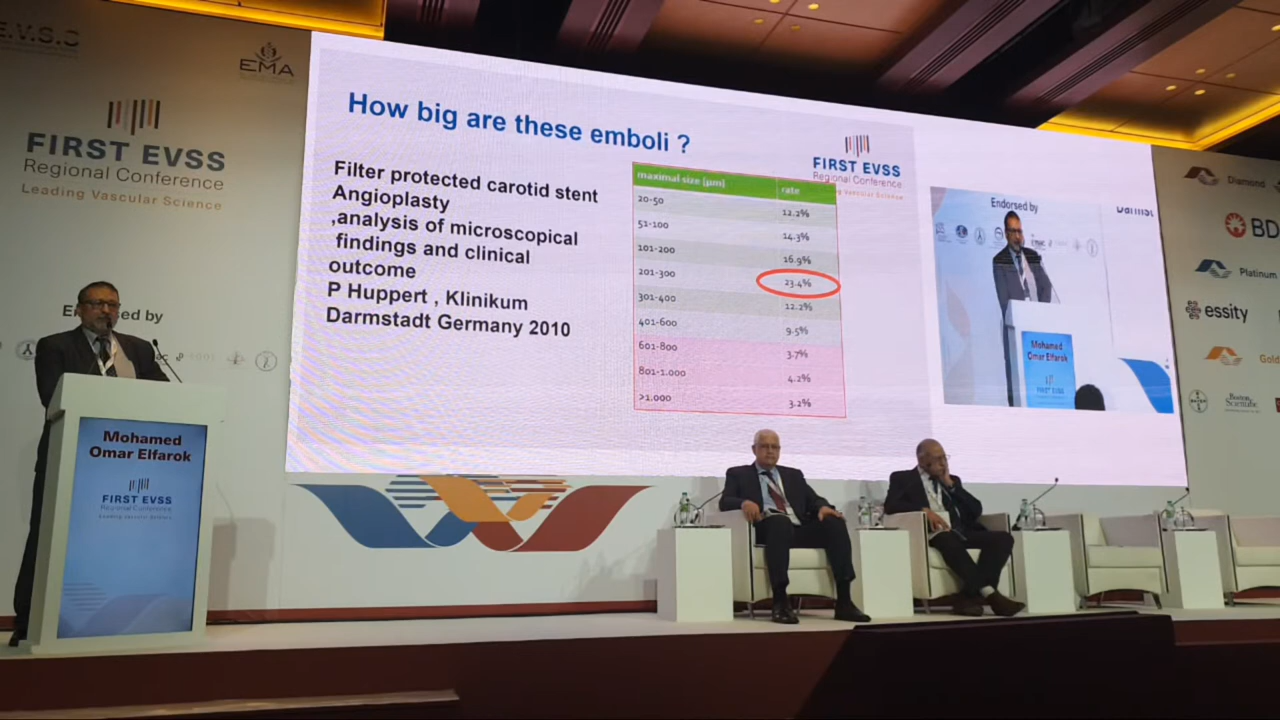 E.V.S.S
EMA
FIRST EVSS
Regional Conference
Leading Vascular Science
How big are these emboli ?
Filter protected carotid stent
Angioplasty
,analysis of microscopical
findings and clinical
outcome
P Huppert , Klinikum
Darmstadt Germany 2010
maximal size [µm] rate
20-50 12.2%
51-100 14.3%
101-200 16.9%
201-300 23.4%
301-400 12.2%
401-600 9.5%
601-800 3.7%
801-1.000 4.2%
>1.000 3.2%
FIRST EVSS
Regional Conference
Vascular Science
Endorsed by
Mohamed
Omar Elfarok
Endorsed by
Mohamed
Omar Elfarok
FIRST EVSS
Regional Conference
Leading Vascular Science
Diamond
BD
Platinum
essity
Gold
BAYER
Boston
Scientific